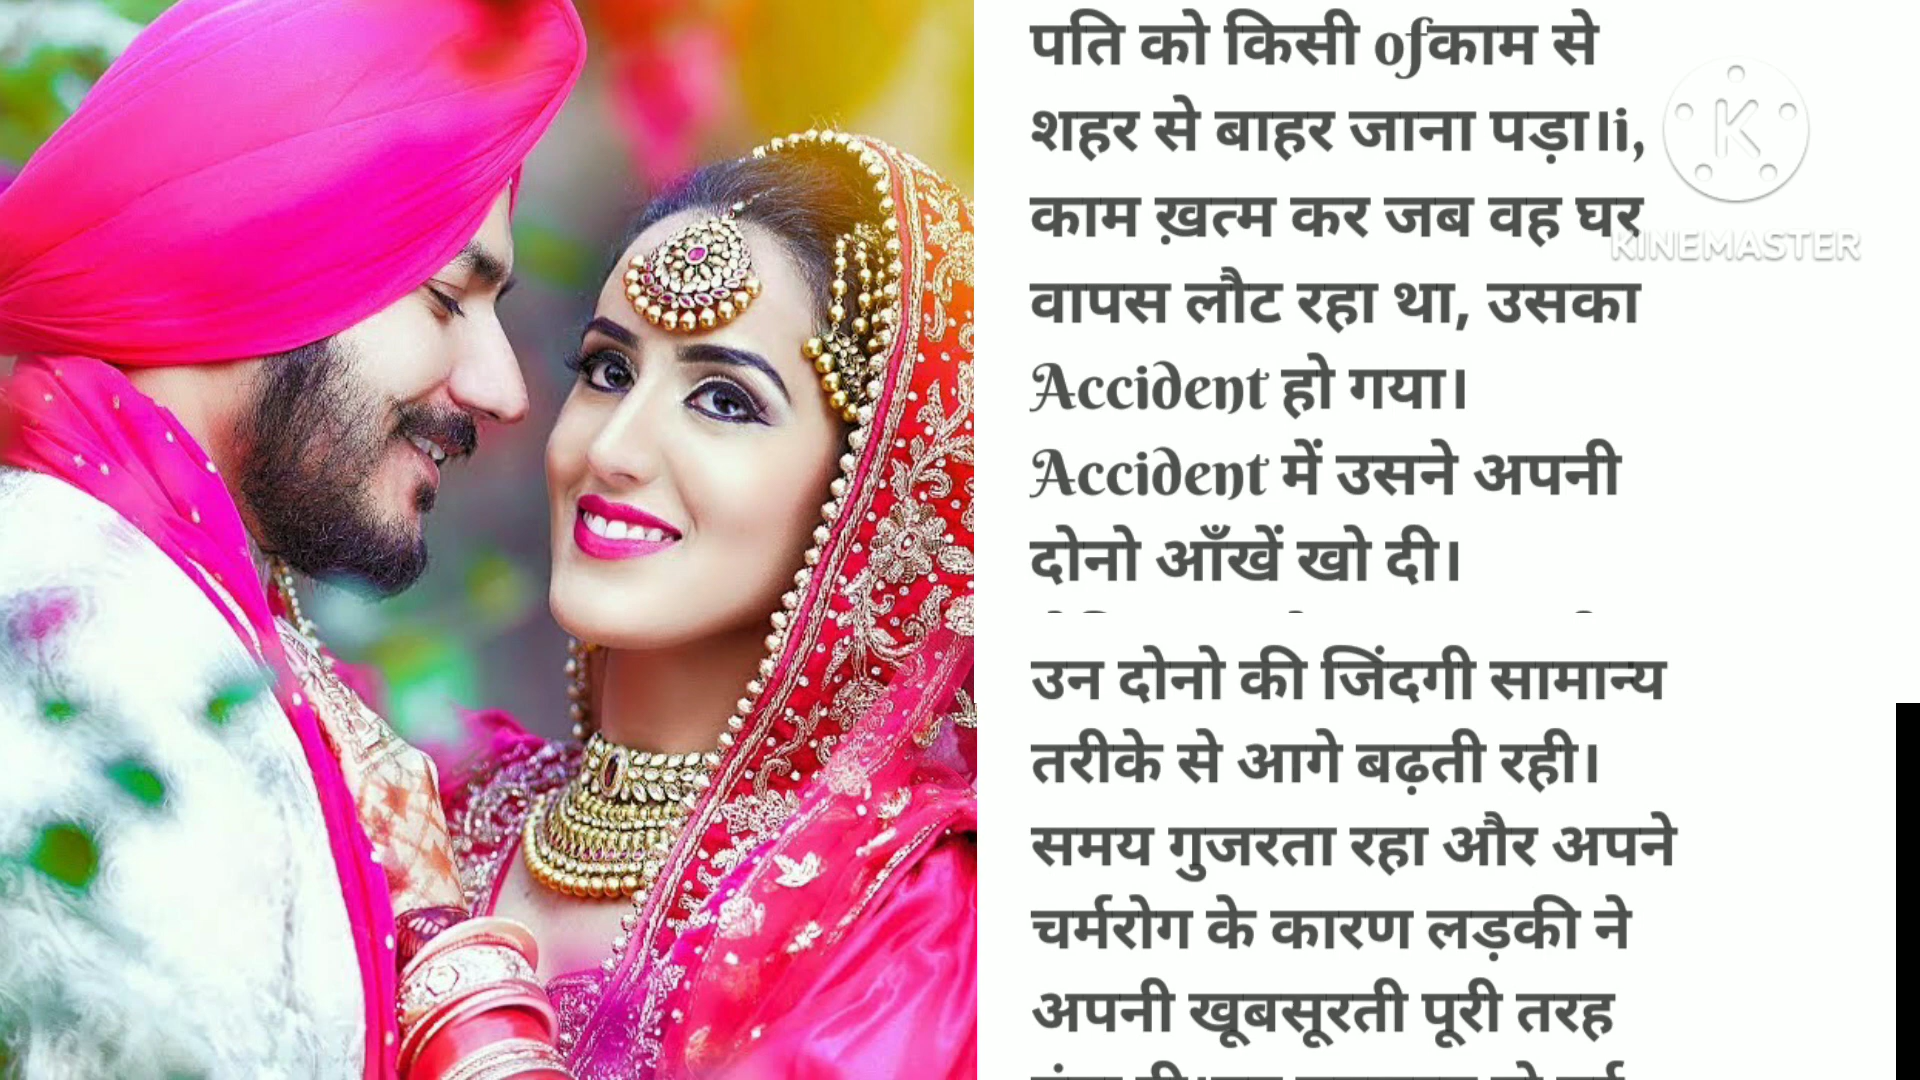 पति को किसी ofकाम से
शहर से बाहर जाना पड़ा।i,
काम ख़त्म कर जब वह घर
वापस लौट रहा था, उसका
Accident हो गया।
Accident में उसने अपनी
दोनो आँखें खो दी।
उन दोनो की जिंदगी सामान्य
तरीके से आगे बढ़ती रही।
समय गुजरता रहा और अपने
चर्मरोग के कारण लड़की ने
अपनी खूबसूरती पूरी तरह
K
KINEMASTER